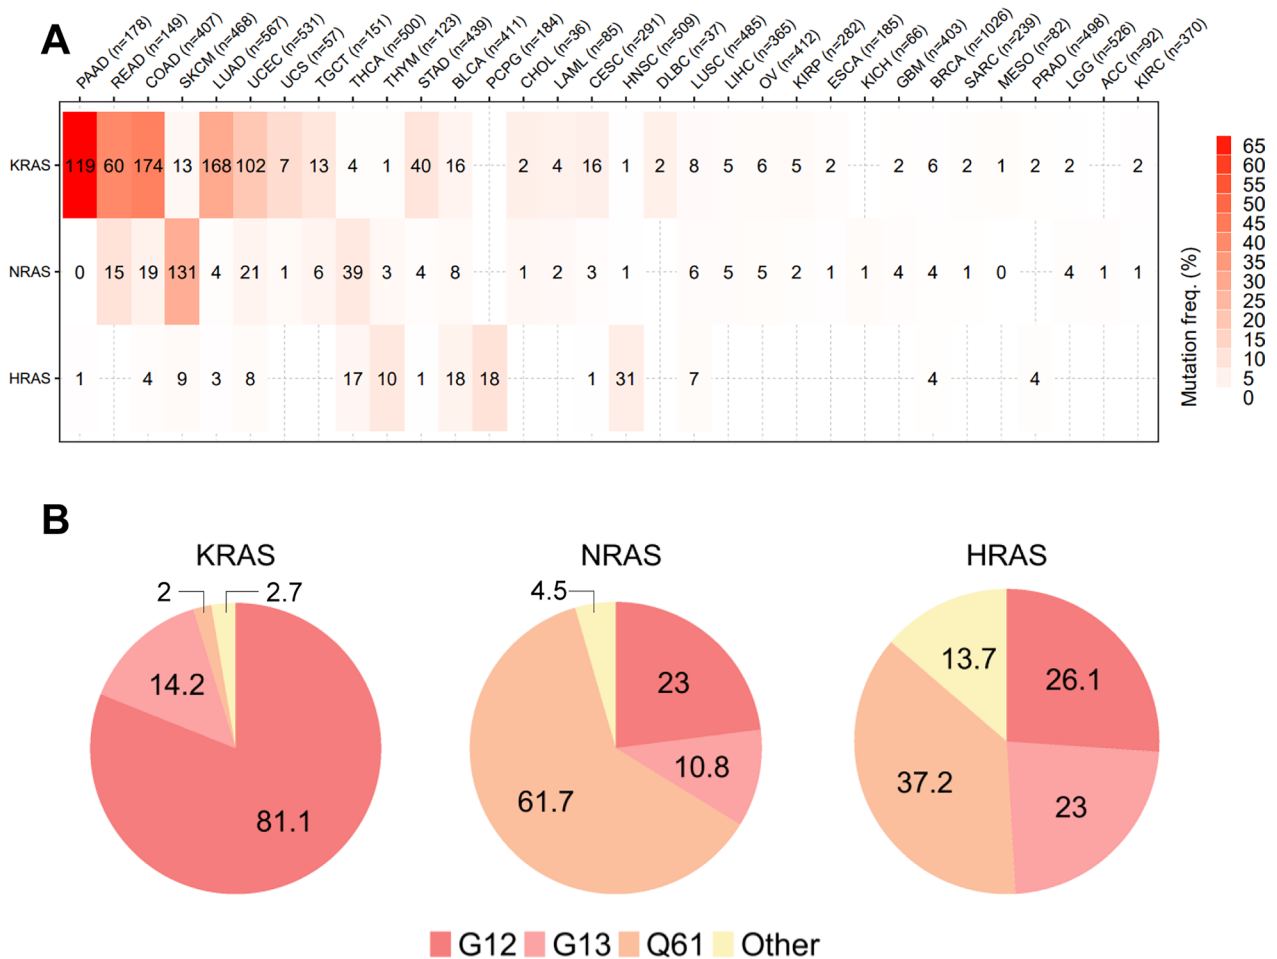 A
PAAD (n=178) READ (n=149) COAD (n=407) SKCM (n=468) LUAD (n=567) UCEC (n=531) UCS (n=57) TGCT (n=151) THCA (n=500) THYM (n=123) STAD (n=439) BLCA (n=411) PCPG (n=184) CHOL (n=36) LAML (n=85) CESC (n=291) HNSC (n=509) DLBC (n=37) LUSC (n=485) LIHC (n=365) OV (n=412) KIRP (n=282) ESCA (n=185) KICH (n=66) GBM (n=403) BRCA (n=1026) SARC (n=239) MESO (n=82) PRAD (n=498) LGG (n=526) ACC (n=92) KIRC (n=370)
KRAS 119 60 174 13 168 102 7 13 4 1 40 16 2 4 16 1 2 8 5 6 5 2 2 6 2 1 2 2 2
NRAS 0 15 19 131 4 21 1 6 39 3 4 8 1 2 3 1 6 5 5 2 1 1 4 4 1 0 4 1 1
HRAS 1 4 9 3 8 17 10 1 18 18 1 31 7 4 4
Mutation freq. (%)
65
60
55
50
45
40
35
30
25
20
15
10
5
0
B
KRAS NRAS HRAS
2 2.7 14.2 81.1
4.5 23 10.8 61.7
13.7 26.1 37.2 23
G12 G13 Q61 Other